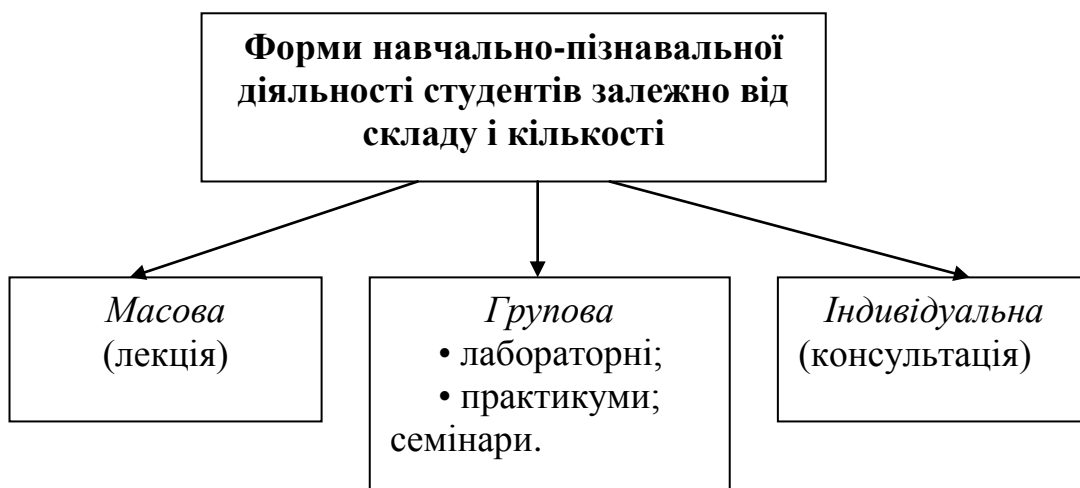 Форми навчально-пізнавальної
діяльності студентів залежно від
складу і кількості
Масова
(лекція)
Групова
• лабораторні;
• практикуми;
семінари.
Індивідуальна
(консультація)